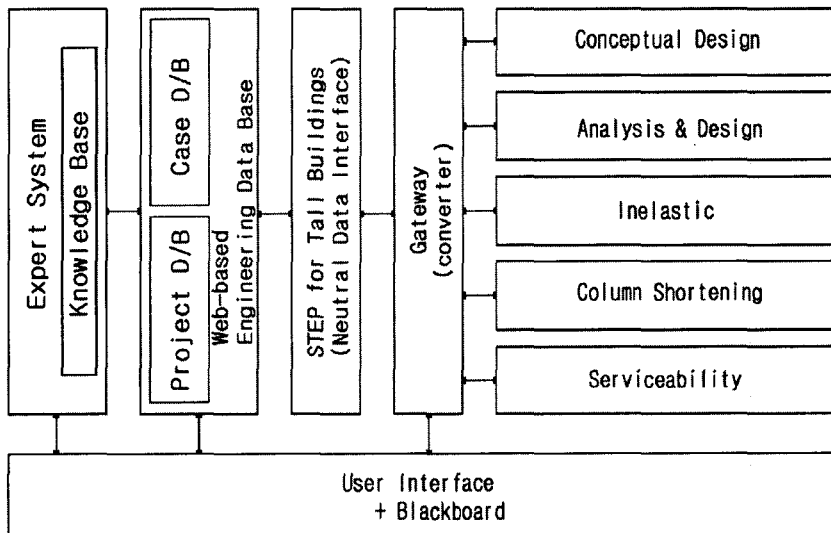 Expert System
Knowledge Base
Case D/B
Project D/B
Web-based
Engineering Data Base
STEP for Tall Buildings
(Neutral Data Interface)
Gateway
(converter)
Conceptual Design
Analysis & Design
Inelastic
Column Shortening
Serviceability
User Interface
+ Blackboard